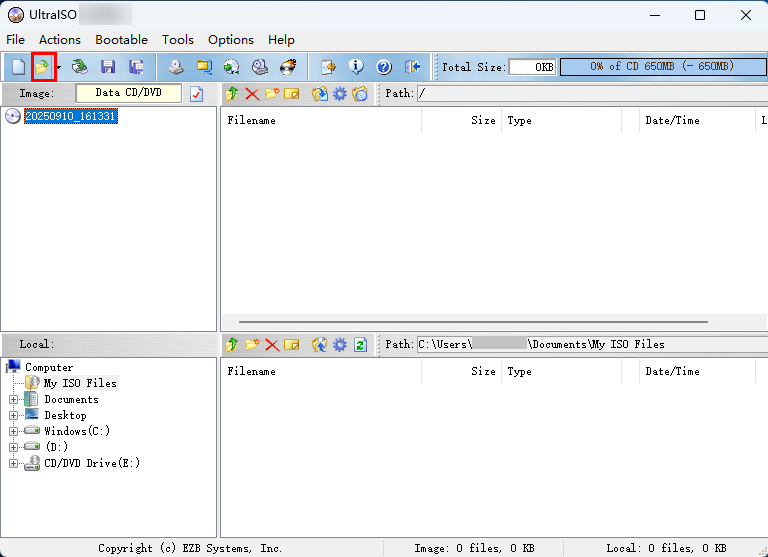 UltraISO
File Actions Bootable Tools Options Help
Total Size: 0KB 0% of CD 650MB (- 650MB)
Image: Data CD/DVD Path: /
20250910_161331
Filename Size Type Date/Time L
Local: Path: C:\Users\ \Documents\My ISO Files
Filename Size Type Date/Time
Computer
My ISO Files
Documents
Desktop
Windows(C:)
(D:)
CD/DVD Drive(E:)
Copyright (c) EZB Systems, Inc. Image: 0 files, 0 KB Local: 0 files, 0 KB